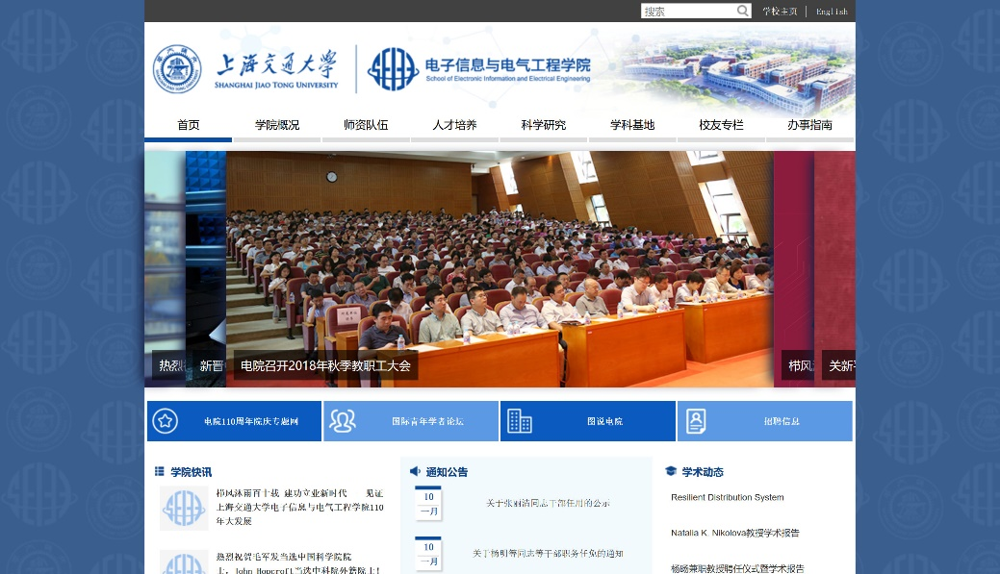 搜索
学校主页
English
上海交通大学
SHANGHAI JIAO TONG UNIVERSITY
电子信息与电气工程学院
School of Electronic Information and Electrical Engineering
首页
学院概况
师资队伍
人才培养
科学研究
学科基地
校友专栏
办事指南
热烈
新晋
电院召开2018年秋季教职工大会
栉风
关新
电院110周年院庆专题网
国际青年学者论坛
图说电院
招聘信息
学院快讯
栉风沐雨百十载 建功立业新时代——见证
上海交通大学电子信息与电气工程学院110
年大发展
热烈祝贺毛军发当选中国科学院院
士，John Hopcroft当选中科院外籍院士！
通知公告
10
一月
关于张丽清同志干部任用的公示
10
一月
关于杨明等同志等干部职务任免的通知
学术动态
Resilient Distribution System
Natalia K. Nikolova教授学术报告
杨旸兼职教授聘任仪式暨学术报告